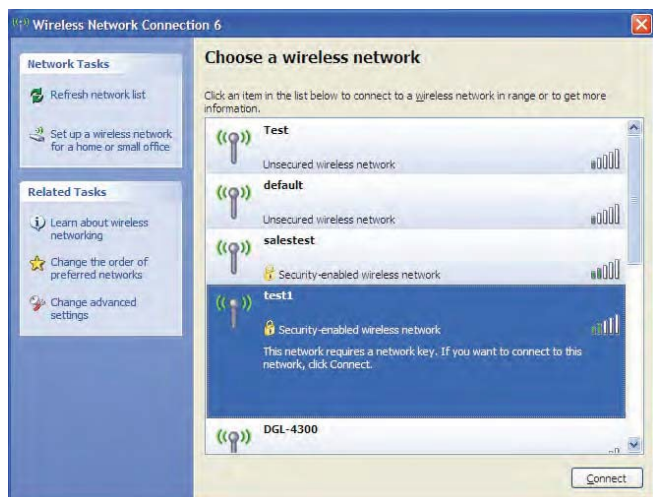 Wireless Network Connection 6
Network Tasks
Refresh network list
Set up a wireless network
for a home or small office
Related Tasks
Learn about wireless
networking
Change the order of
preferred networks
Change advanced
settings
Choose a wireless network
Click an item in the list below to connect to a wireless network in range or to get more
information.
Test
Unsecured wireless network
default
Unsecured wireless network
salestest
Security-enabled wireless network
test1
Security-enabled wireless network
This network requires a network key. If you want to connect to this
network, click Connect.
DGL-4300
Connect